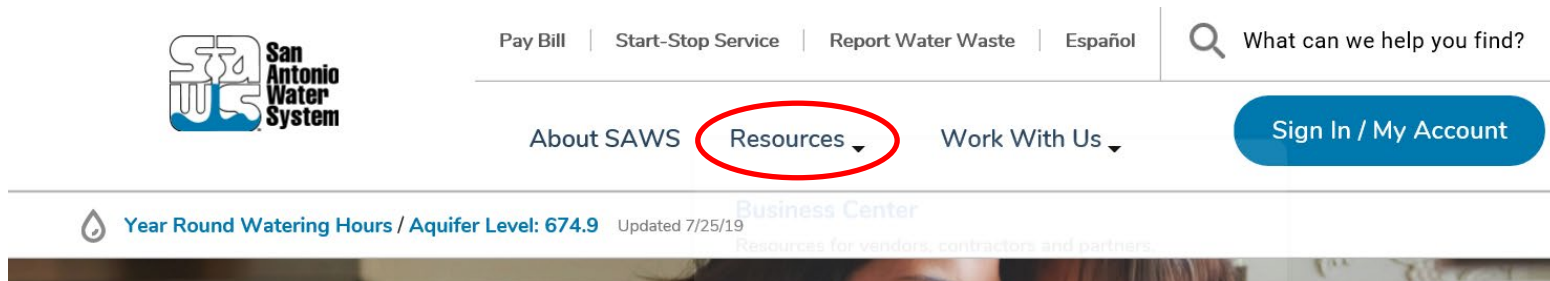 San
Antonio
Water
System
Pay Bill | Start-Stop Service | Report Water Waste | Español
What can we help you find?
About SAWS Resources Work With Us
Sign In / My Account
Year Round Watering Hours / Aquifer Level: 674.9 Updated 7/25/19
Business Center
Resources for vendors, contractors and partners.